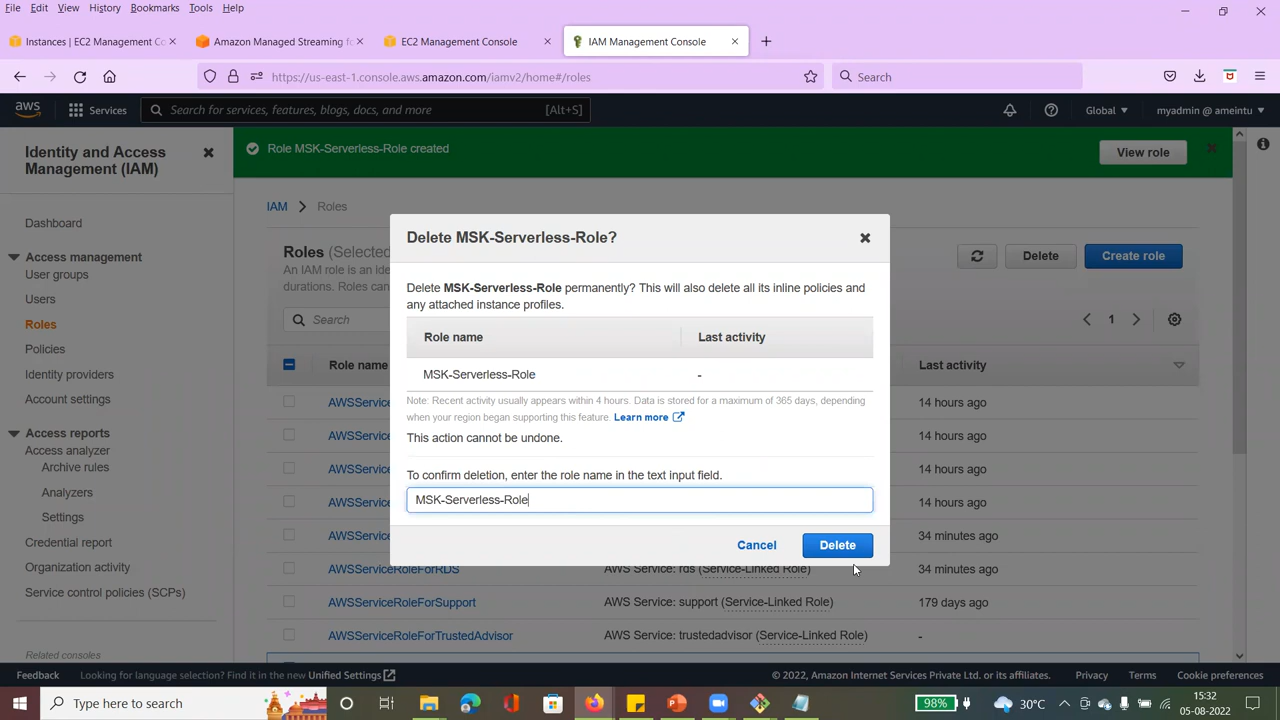 File Edit View History Bookmarks Tools Help
Instances | EC2 Management Co
Amazon Managed Streaming fo
EC2 Management Console
IAM Management Console
https://us-east-1.console.aws.amazon.com/iamv2/home#/roles
Search
aws
Services
Search for services, features, blogs, docs, and more
[Alt+S]
Global
myadmin @ ameintu
Identity and Access
Management (IAM)
Dashboard
Access management
User groups
Users
Roles
Policies
Identity providers
Account settings
Access reports
Access analyzer
Archive rules
Analyzers
Settings
Credential report
Organization activity
Service control policies (SCPs)
Related consoles
Role MSK-Serverless-Role created
View role
IAM
Roles
Roles (Selected
An IAM role is an ide
durations. Roles can
Delete
Create role
Search
1
Role name
Last activity
AWSService
14 hours ago
AWSService
14 hours ago
AWSService
14 hours ago
AWSService
14 hours ago
AWSService
34 minutes ago
AWSServiceRoleForRDS
AWS Service: rds (Service-Linked Role)
34 minutes ago
AWSServiceRoleForSupport
AWS Service: support (Service-Linked Role)
179 days ago
AWSServiceRoleForTrustedAdvisor
AWS Service: trustedadvisor (Service-Linked Role)
-
Delete MSK-Serverless-Role?
Delete MSK-Serverless-Role permanently? This will also delete all its inline policies and
any attached instance profiles.
Role name
Last activity
MSK-Serverless-Role
-
Note: Recent activity usually appears within 4 hours. Data is stored for a maximum of 365 days, depending
when your region began supporting this feature. Learn more
This action cannot be undone.
To confirm deletion, enter the role name in the text input field.
MSK-Serverless-Role
Cancel
Delete
Feedback
Looking for language selection? Find it in the new Unified Settings
© 2022, Amazon Internet Services Private Ltd. or its affiliates.
Privacy
Terms
Cookie preferences
Type here to search
98%
30°C
15:32
05-08-2022